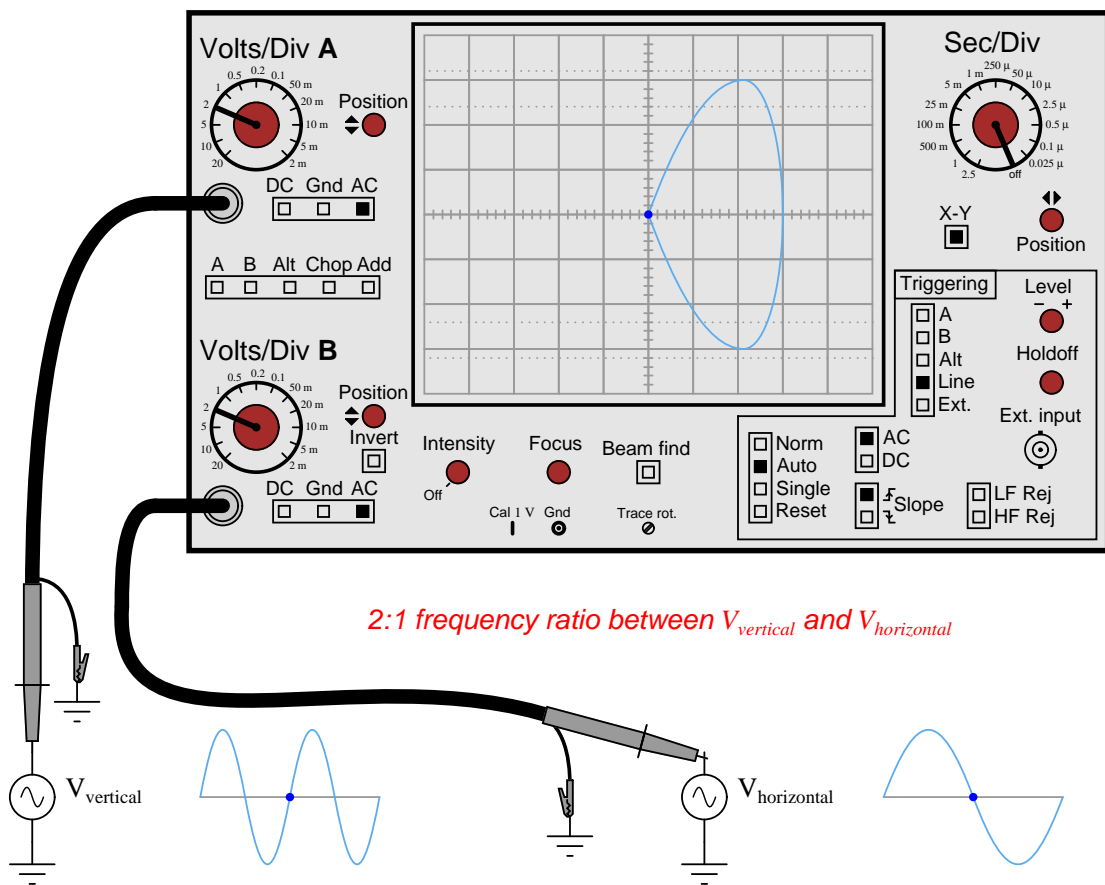 Volts/Div A
0.5 0.2 0.1
1 50 m
2 20 m
5 10 m
10 5 m
20 2 m
Position
DC Gnd AC
A B Alt Chop Add
Volts/Div B
0.5 0.2 0.1
1 50 m
2 20 m
5 10 m
10 5 m
20 2 m
Position
Invert
DC Gnd AC
Intensity
Off
Focus
Beam find
Cal 1 V Gnd Trace rot.
Sec/Div
250 µ
1 m 50 µ
5 m 10 µ
25 m 2.5 µ
100 m 0.5 µ
500 m 0.1 µ
1 0.025 µ
2.5 off
X-Y
Position
Triggering
A
B
Alt
Line
Ext.
Level
− +
Holdoff
Ext. input
Norm
Auto
Single
Reset
AC
DC
Slope
LF Rej
HF Rej
2:1 frequency ratio between Vvertical and Vhorizontal
Vvertical
Vhorizontal